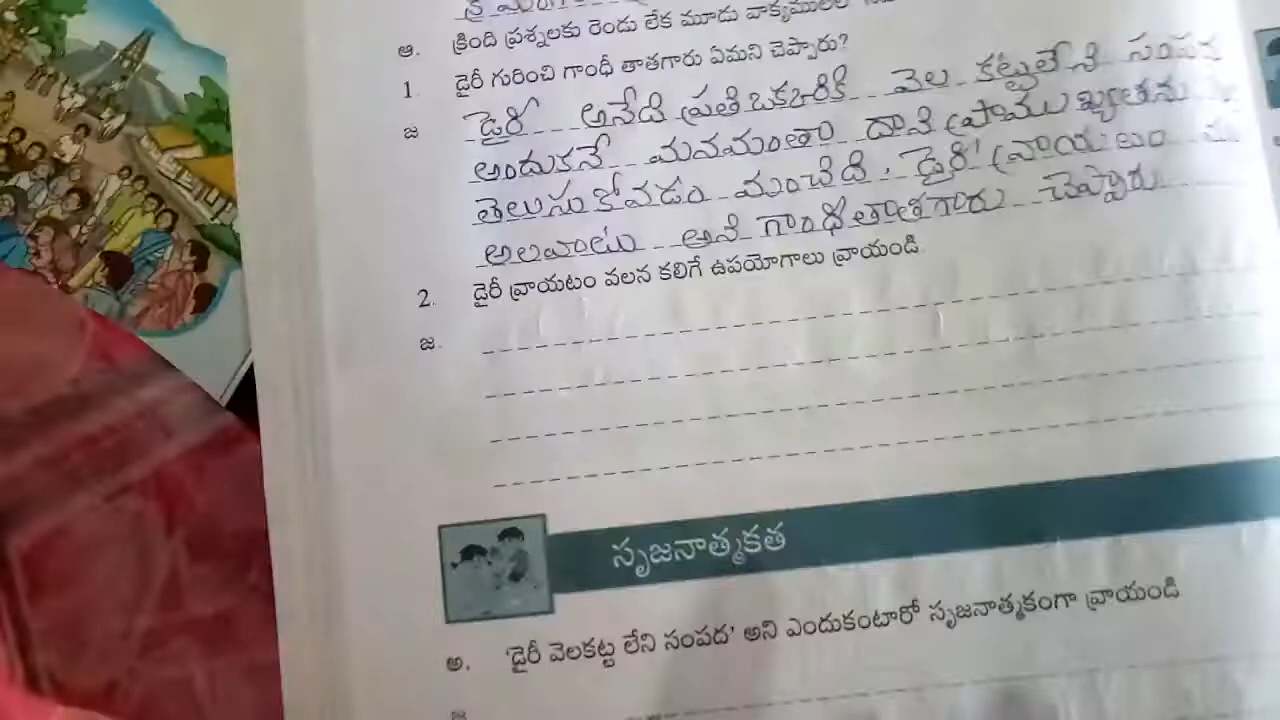 ఆ. క్రింది ప్రశ్నలకు రెండు లేక మూడు వాక్యములలో
1. డైరీ గురించి గాంధీ తాతగారు ఏమని చెప్పారు?
జ డైరీ అనేది ప్రతి ఒకరికి వెల కట్టలేని సంపద
అందుకనే మనమంతా దాని ప్రాముఖ్యతను
తెలుసుకోవడం మంచిది. డైరీ వ్రాయటం
అలవాటు అని గాంధీతాతగారు చెప్పారు
2. డైరీ వ్రాయటం వలన కలిగే ఉపయోగాలు వ్రాయండి
జ.
సృజనాత్మకత
అ. 'డైరీ వెలకట్ట లేని సంపద' అని ఎందుకంటారో సృజనాత్మకంగా వ్రాయండి